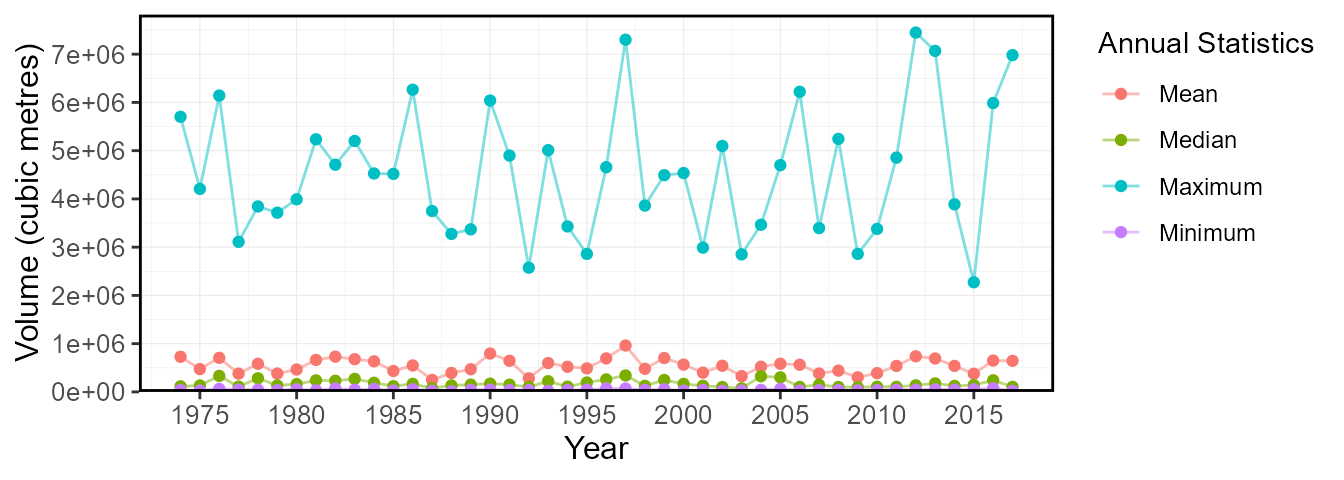 Volume (cubic metres)
7e+06
6e+06
5e+06
4e+06
3e+06
2e+06
1e+06
0e+00
1975 1980 1985 1990 1995 2000 2005 2010 2015
Year
Annual Statistics
Mean
Median
Maximum
Minimum